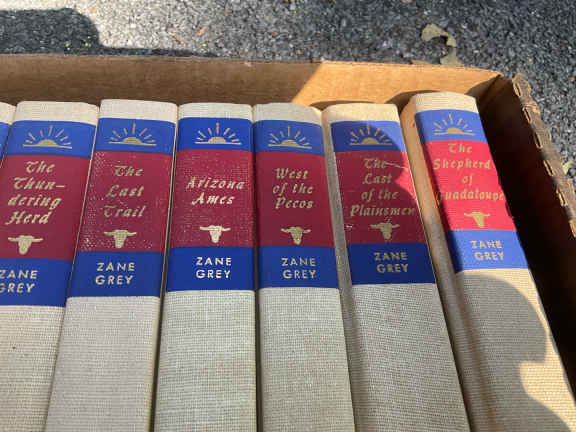 The
Thun-
dering
Herd
ZANE
GREY
The
Last
Trail
ZANE
GREY
Arizona
Ames
ZANE
GREY
West
of the
Pecos
ZANE
GREY
The
Last
of the
Plainsmen
ZANE
GREY
The
Shepherd
of
Guadaloupe
ZANE
GREY